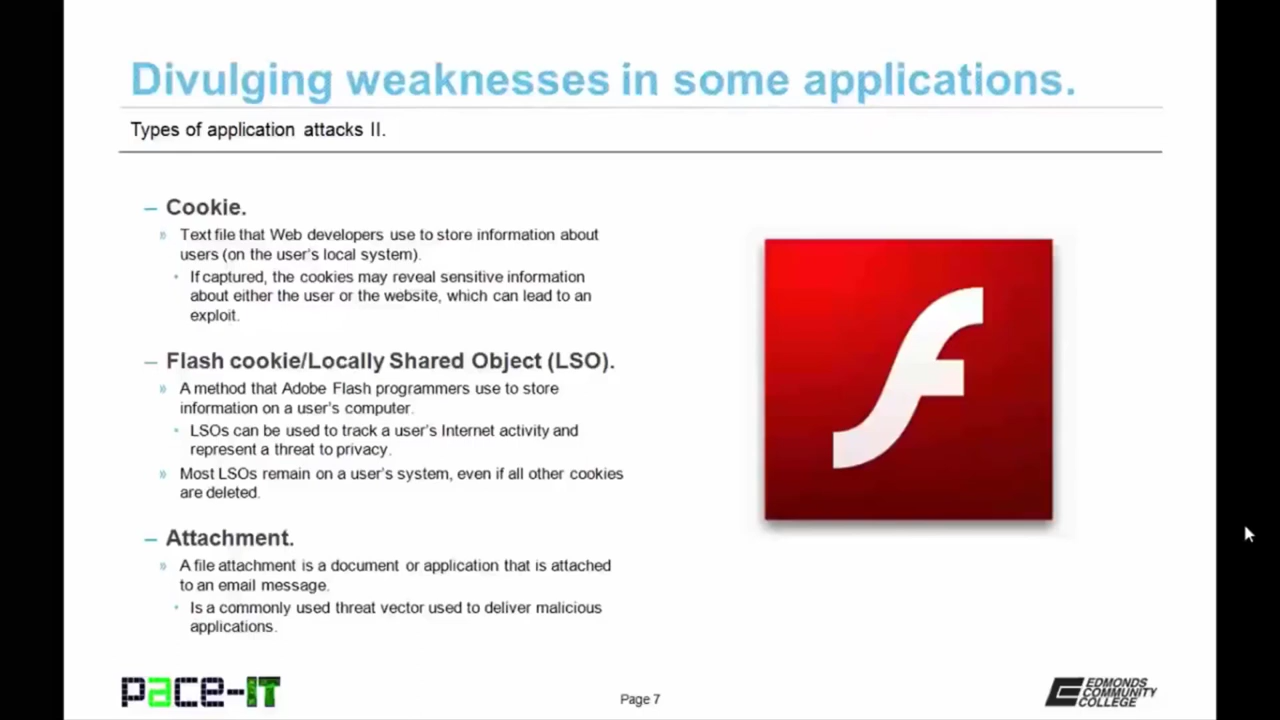 Divulging weaknesses in some applications.
Types of application attacks II.
– Cookie.
» Text file that Web developers use to store information about
users (on the user's local system).
• If captured, the cookies may reveal sensitive information
about either the user or the website, which can lead to an
exploit.
– Flash cookie/Locally Shared Object (LSO).
» A method that Adobe Flash programmers use to store
information on a user's computer.
• LSOs can be used to track a user's Internet activity and
represent a threat to privacy.
» Most LSOs remain on a user's system, even if all other cookies
are deleted.
– Attachment.
» A file attachment is a document or application that is attached
to an email message.
• Is a commonly used threat vector used to deliver malicious
applications.
pace-IT
Page 7
EDMONDS
COMMUNITY
COLLEGE